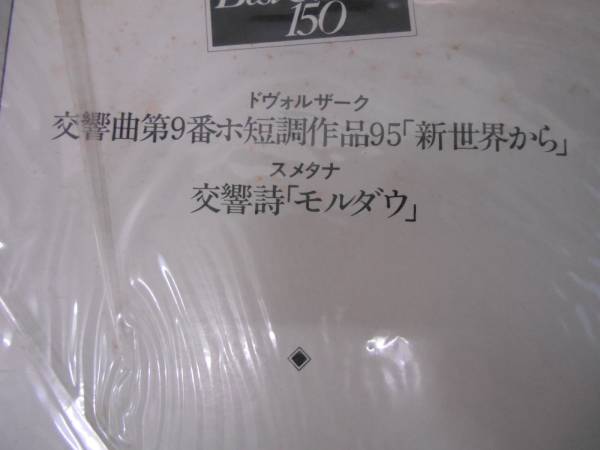 150
ドヴォルザーク
交響曲第9番ホ短調作品95「新世界から」
スメタナ
交響詩「モルダウ」